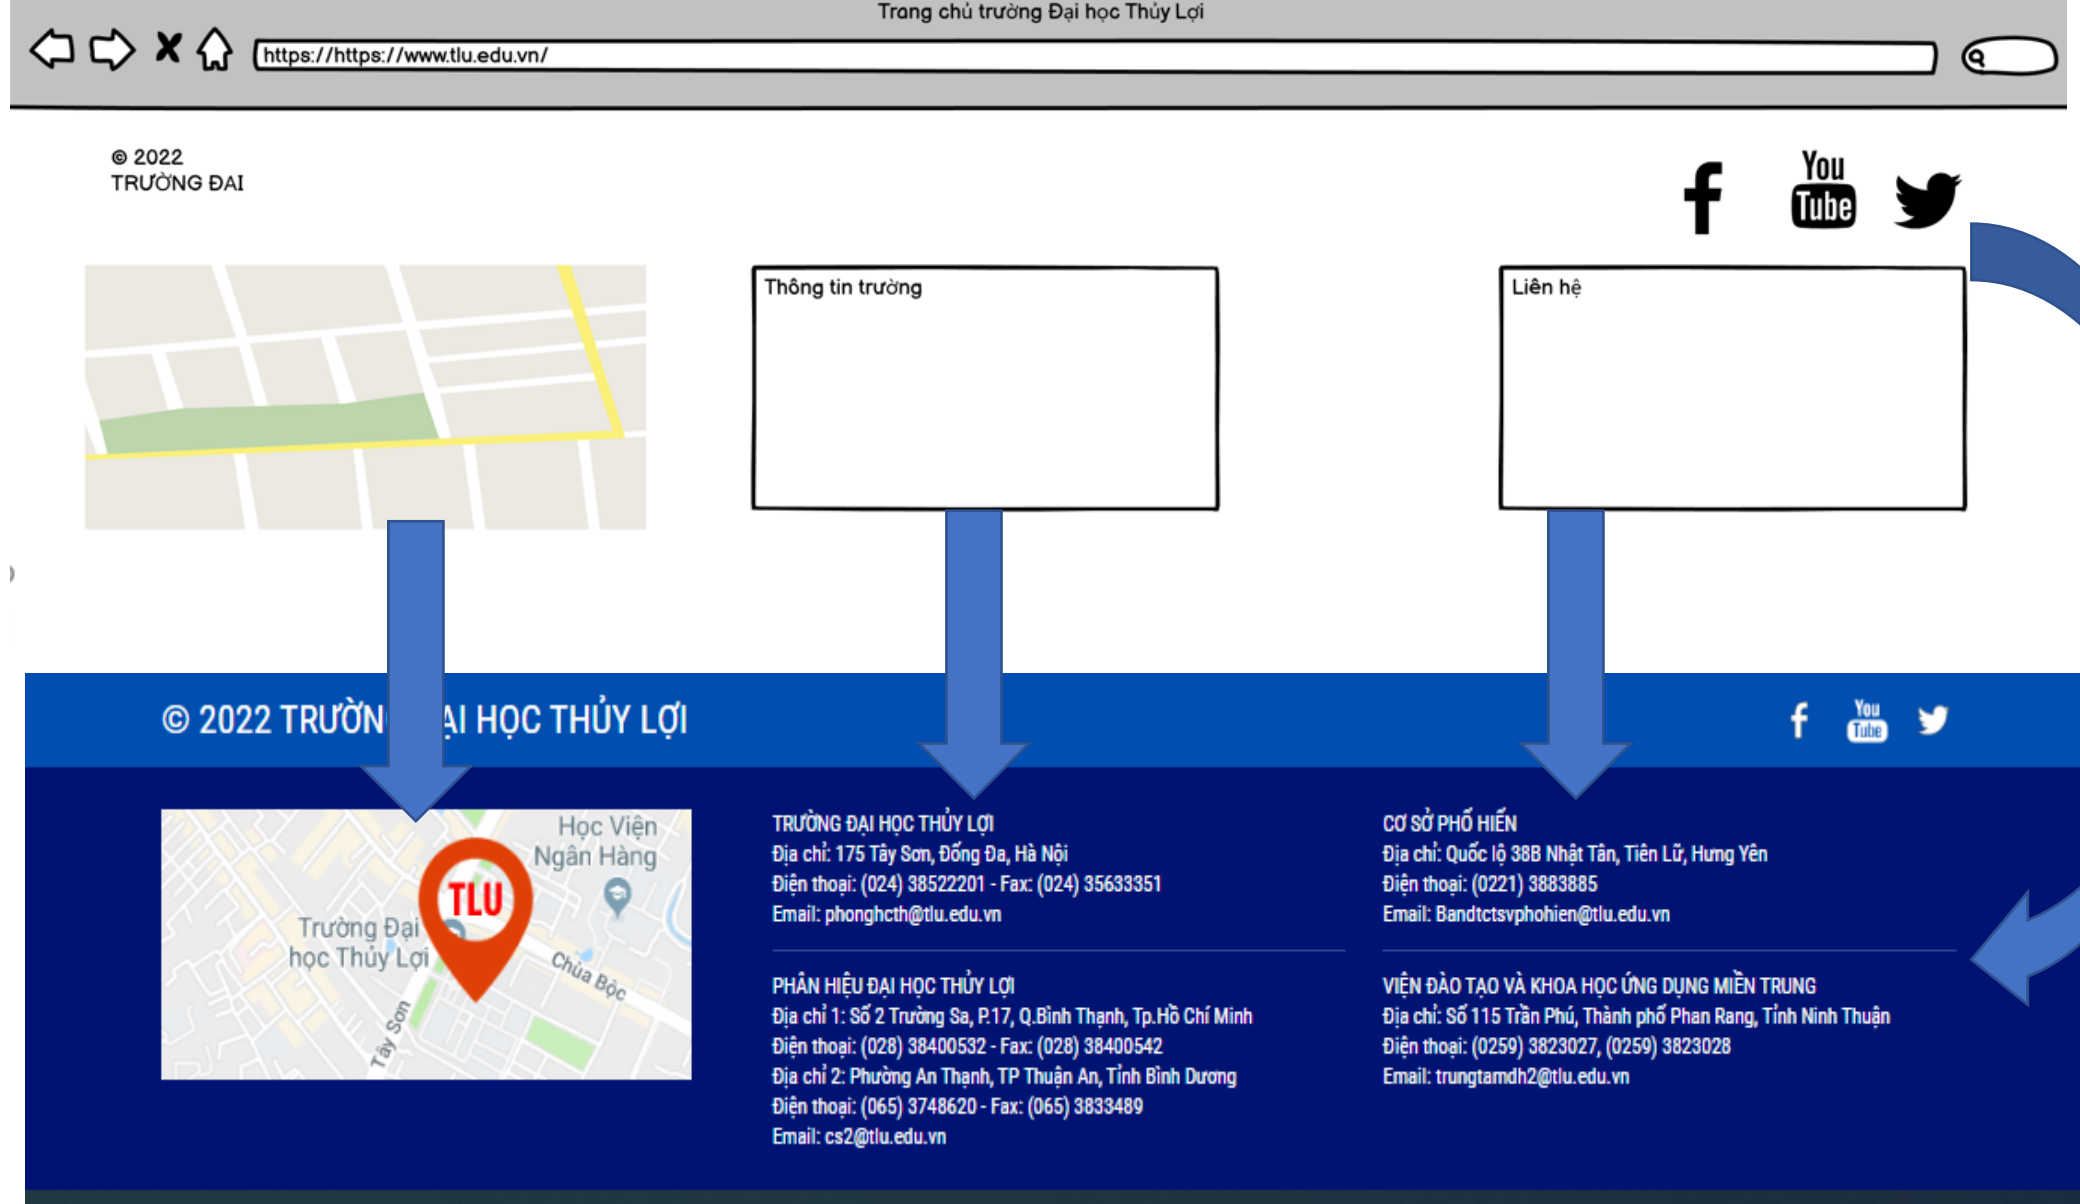 Trang chủ trường Đại học Thủy Lợi
https://https://www.tlu.edu.vn/
© 2022
TRƯỜNG ĐAI
You
Tube
Thông tin trường
Liên hệ
© 2022 TRƯỜN ẠI HỌC THỦY LỢI
You
Tube
Học Viện
Ngân Hàng
TLU
Trường Đại
học Thủy Lợi
Chùa Bộc
Tây Sơn
TRƯỜNG ĐẠI HỌC THỦY LỢI
Địa chỉ: 175 Tây Sơn, Đống Đa, Hà Nội
Điện thoại: (024) 38522201 - Fax: (024) 35633351
Email: phonghcth@tlu.edu.vn
PHÂN HIỆU ĐẠI HỌC THỦY LỢI
Địa chỉ 1: Số 2 Trường Sa, P.17, Q.Bình Thạnh, Tp.Hồ Chí Minh
Điện thoại: (028) 38400532 - Fax: (028) 38400542
Địa chỉ 2: Phường An Thạnh, TP Thuận An, Tỉnh Bình Dương
Điện thoại: (065) 3748620 - Fax: (065) 3833489
Email: cs2@tlu.edu.vn
CƠ SỞ PHỐ HIẾN
Địa chỉ: Quốc lộ 38B Nhật Tân, Tiên Lữ, Hưng Yên
Điện thoại: (0221) 3883885
Email: Bandtctsvphohien@tlu.edu.vn
VIỆN ĐÀO TẠO VÀ KHOA HỌC ỨNG DỤNG MIỀN TRUNG
Địa chỉ: Số 115 Trần Phú, Thành phố Phan Rang, Tỉnh Ninh Thuận
Điện thoại: (0259) 3823027, (0259) 3823028
Email: trungtamdh2@tlu.edu.vn